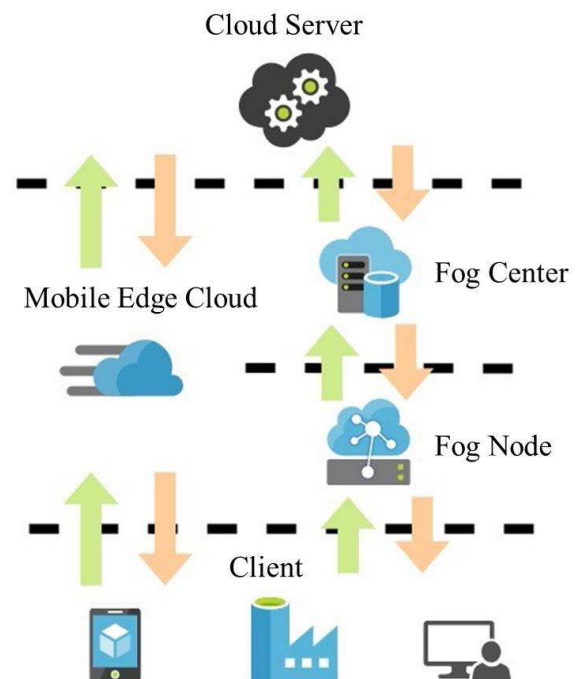 Cloud Server
Fog Center
Mobile Edge Cloud
Fog Node
Client